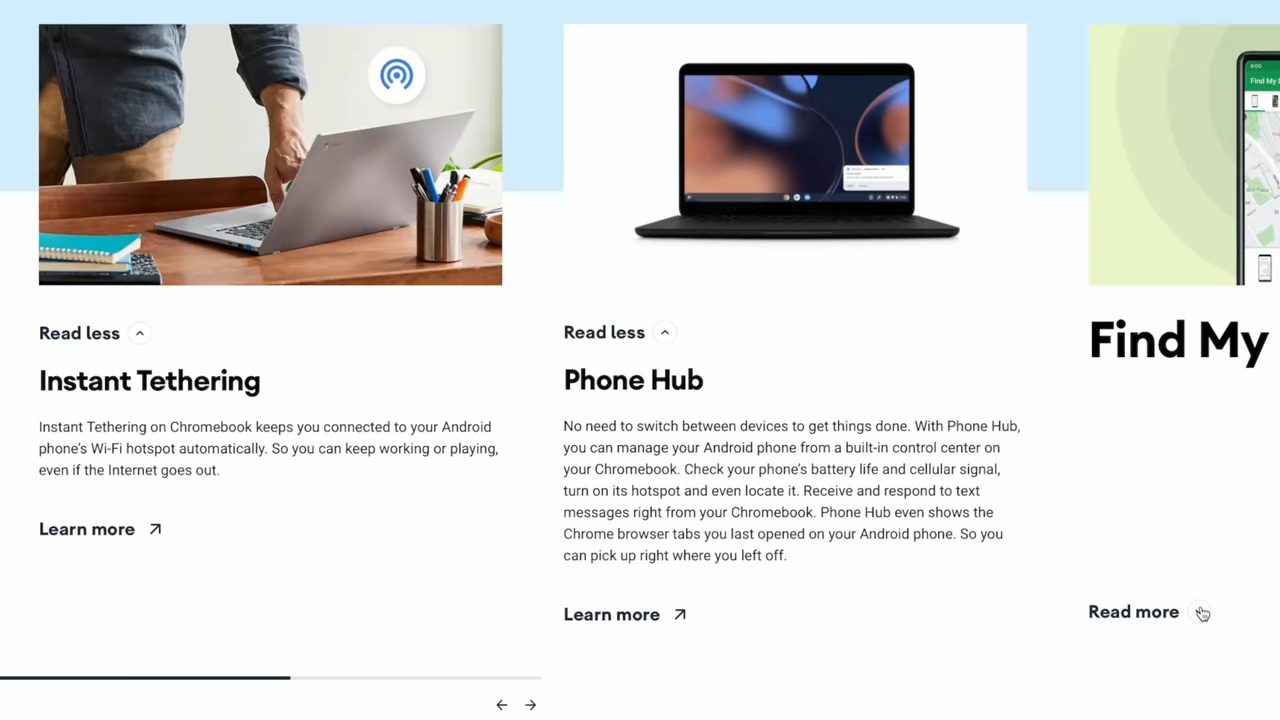 8:00
Find My
Read less
Instant Tethering
Instant Tethering on Chromebook keeps you connected to your Android
phone's Wi-Fi hotspot automatically. So you can keep working or playing,
even if the Internet goes out.
Learn more
Read less
Phone Hub
No need to switch between devices to get things done. With Phone Hub,
you can manage your Android phone from a built-in control center on
your Chromebook. Check your phone's battery life and cellular signal,
turn on its hotspot and even locate it. Receive and respond to text
messages right from your Chromebook. Phone Hub even shows the
Chrome browser tabs you last opened on your Android phone. So you
can pick up right where you left off.
Learn more
Find My
Read more